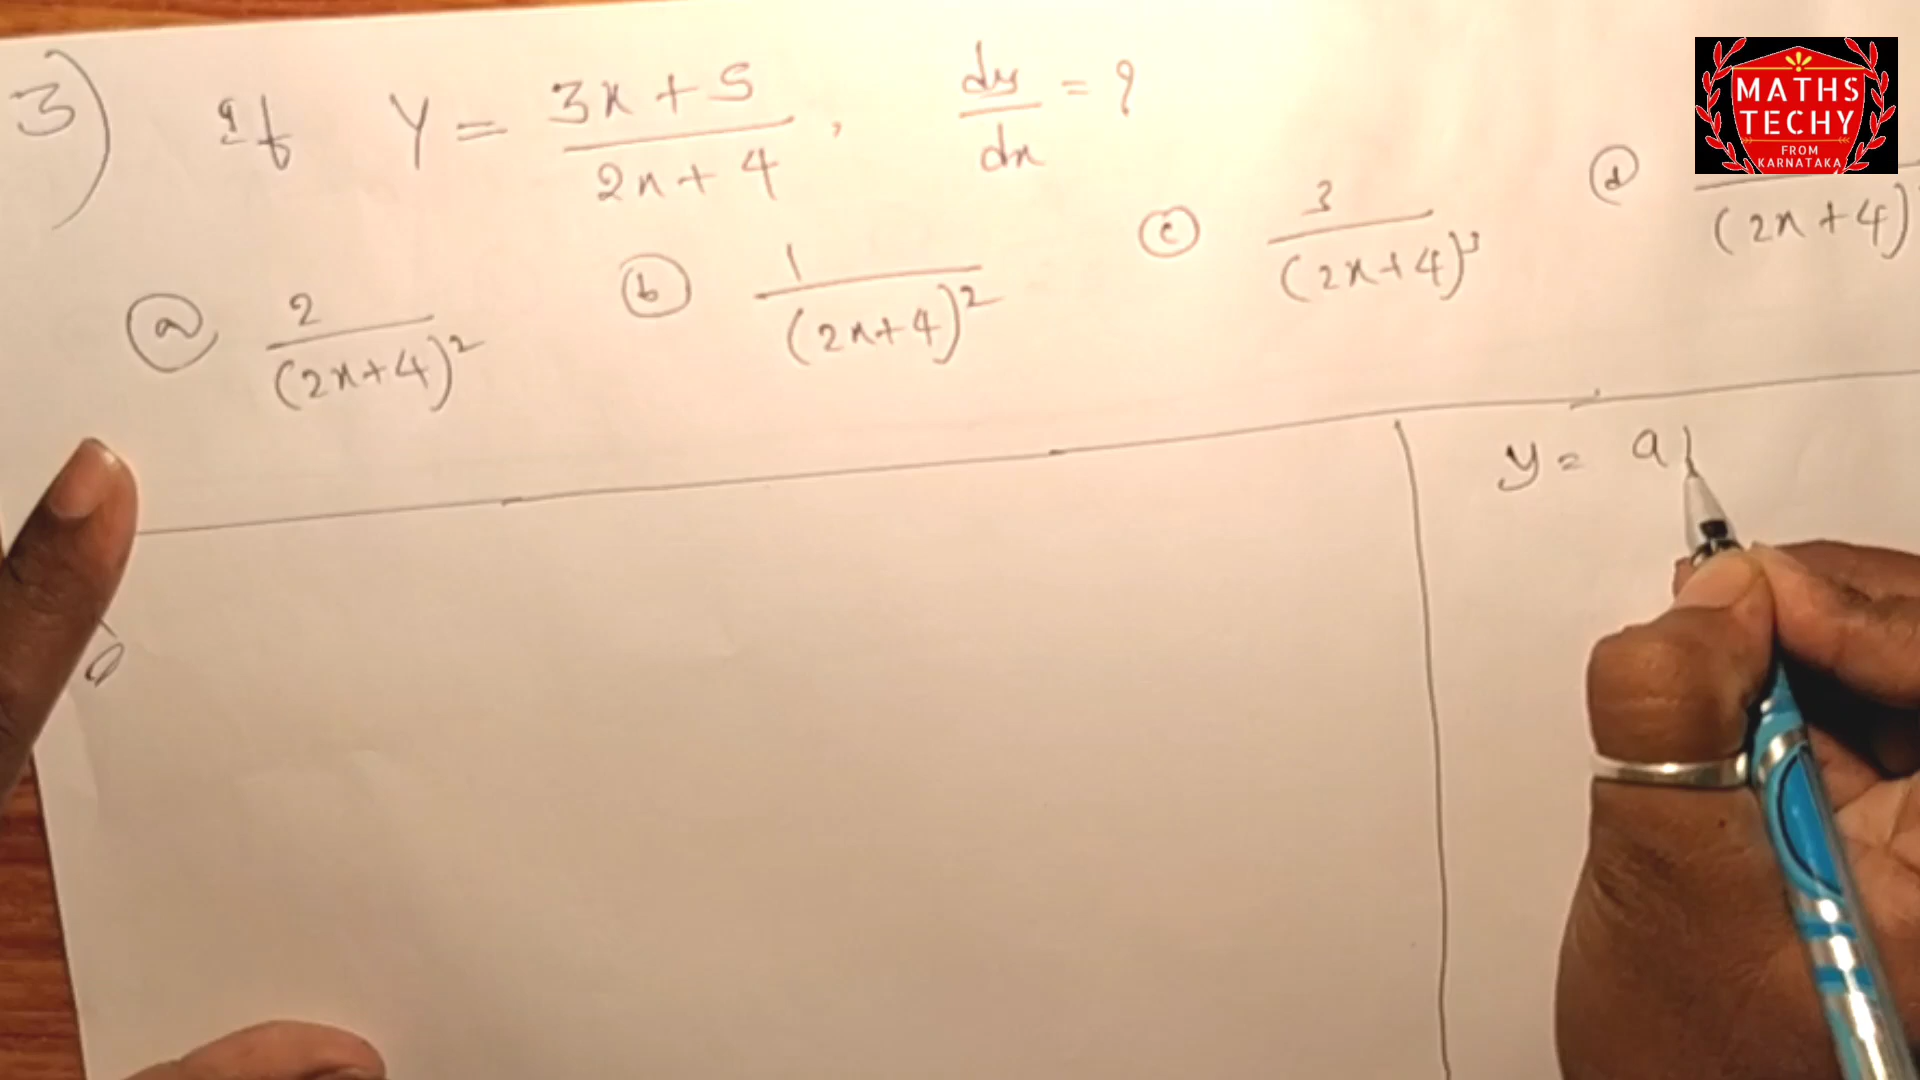 3) If Y = 3x + 5 / 2x + 4 , dy/dx = ?
(a) 2/(2x+4)² (b) 1/(2x+4)² (c) 3/(2x+4)³ (d) (2x+4)
y = a
MATHS
TECHY
FROM
KARNATAKA